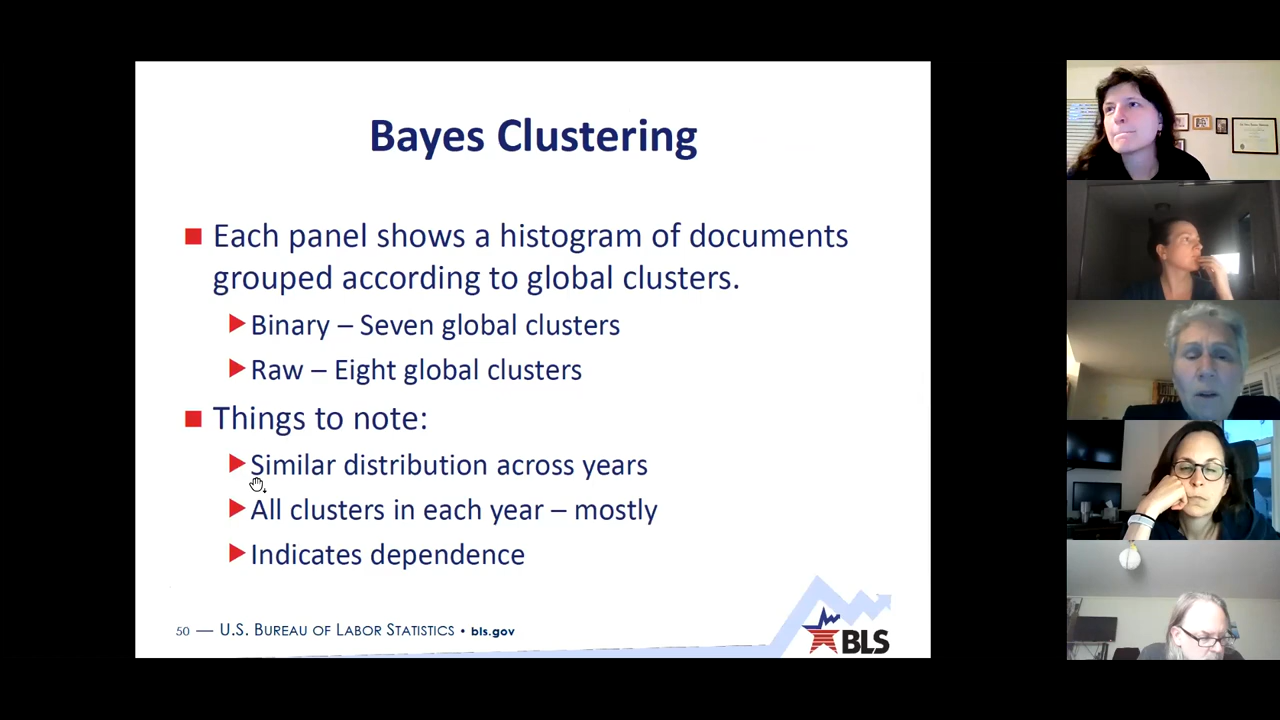 Bayes Clustering
Each panel shows a histogram of documents
grouped according to global clusters.
Binary – Seven global clusters
Raw – Eight global clusters
Things to note:
Similar distribution across years
All clusters in each year – mostly
Indicates dependence
50 — U.S. BUREAU OF LABOR STATISTICS • bls.gov
BLS